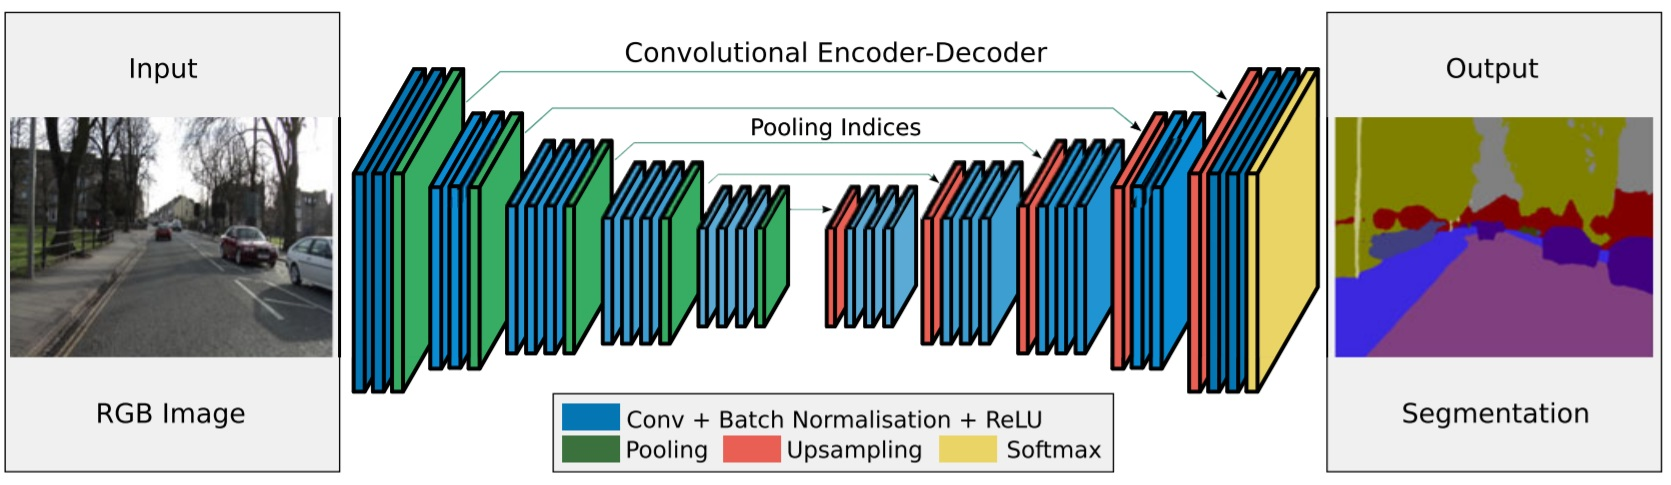 Convolutional Encoder-Decoder
Input
Output
Pooling Indices
RGB Image
Segmentation
Conv + Batch Normalisation + ReLU
Pooling
Upsampling
Softmax